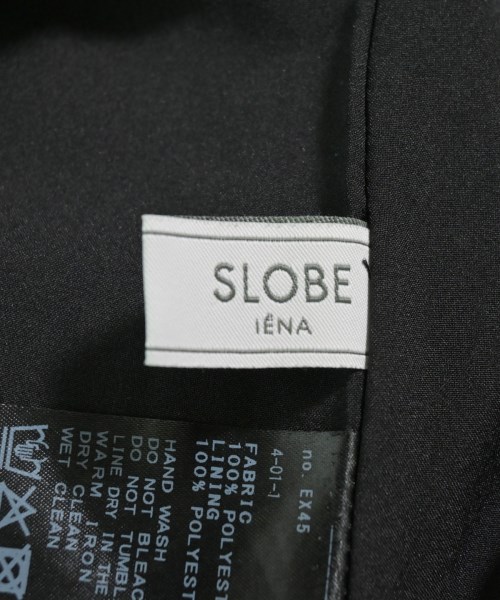 SLOBE
IÉNA
no. EX45
4-01-1
FABRIC
100% POLYEST
LINING
100% POLYEST
HAND WASH
DO NOT BLEAC
DO NOT TUMBL
LINE DRY IN TH
WARM IRON
DRY CLEAN
WET CLEAN